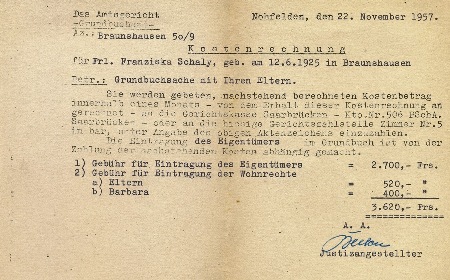 Das Amtsgericht
-Grundbuchamt-
Nohfelden, den 22. November 1957.
Az.: Braunshausen 5o/9
Kostenrechnung
für Frl. Franziska Schaly, geb. am 12.6.1925 in Braunshausen
Betr.: Grundbuchsache mit Ihren Eltern.
Sie werden gebeten, nachstehend berechneten Kostenbetrag
innerhalb eines Monats - von dem Erhalt dieser Kostenrechnung an
gerechnet - an die Gerichtskasse Saarbrücken - Kto.Nr.506 PSchA.
Saarbrücken - oder an die hiesige Gerichtszahlstelle Zimmer Nr.5
in bar, unter Angabe des obigen Aktenzeichens einzuzahlen.
Die Eintragung des Eigentümers im Grundbuch ist von der
Zahlung der nachstehenden Kosten abhängig gemacht.
1) Gebühr für Eintragung des Eigentümers = 2.700,- Frs.
2) Gebühr für Eintragung der Wohnrechte
a) Eltern = 520,- "
b) Barbara = 400,- "
3.620,- Frs.
A. A.
Justizangestellter